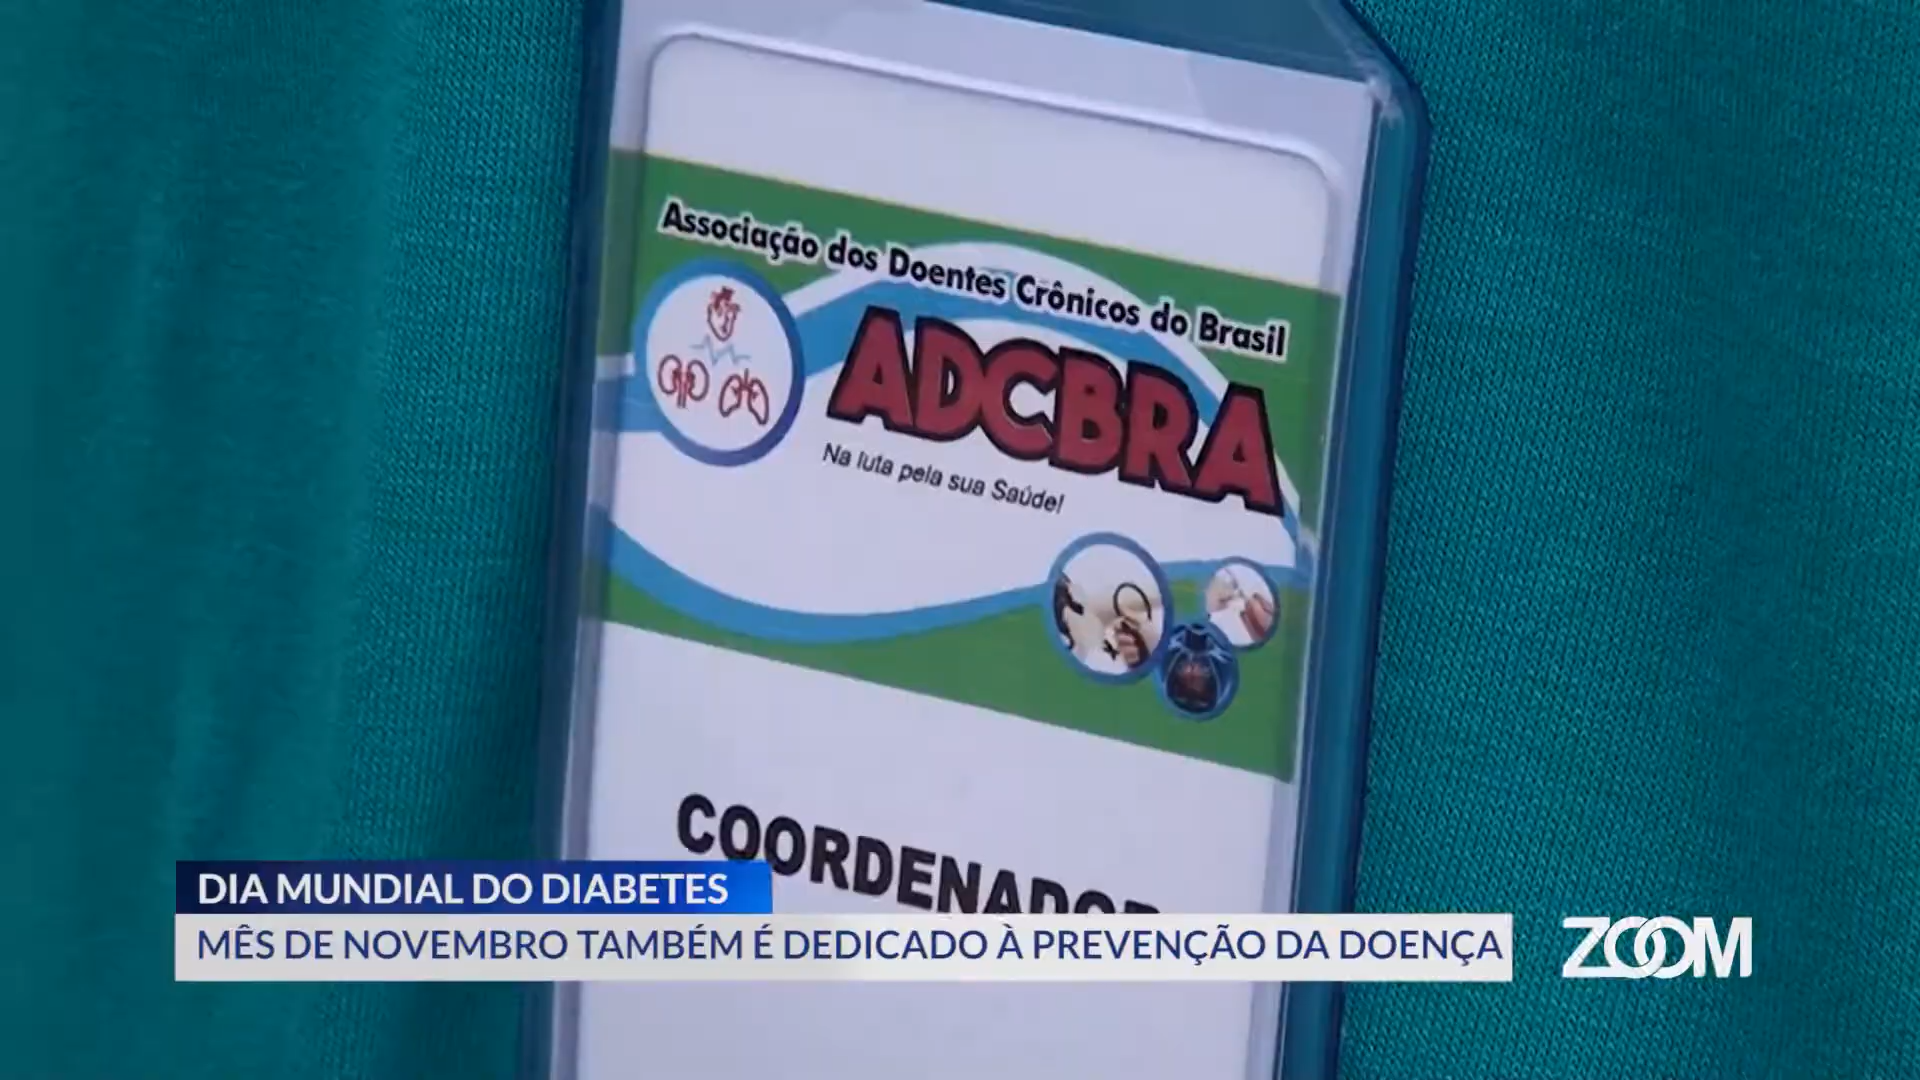 Associação dos Doentes Crônicos do Brasil
ADCBRA
Na luta pela sua Saúde!
COORDENADOR
DIA MUNDIAL DO DIABETES
MÊS DE NOVEMBRO TAMBÉM É DEDICADO À PREVENÇÃO DA DOENÇA
ZOOM